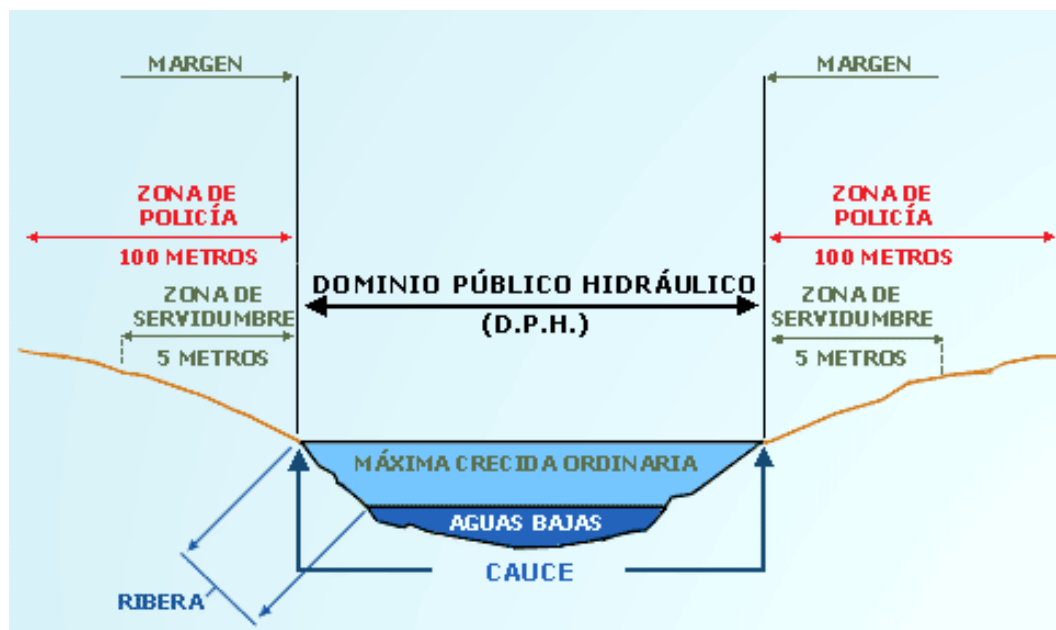 MARGEN
MARGEN
ZONA DE
POLICÍA
100 METROS
ZONA DE
POLICÍA
100 METROS
DOMINIO PÚBLICO HIDRÁULICO
(D.P.H.)
ZONA DE
SERVIDUMBRE
5 METROS
ZONA DE
SERVIDUMBRE
5 METROS
MÁXIMA CRECIDA ORDINARIA
AGUAS BAJAS
CAUCE
RIBERA